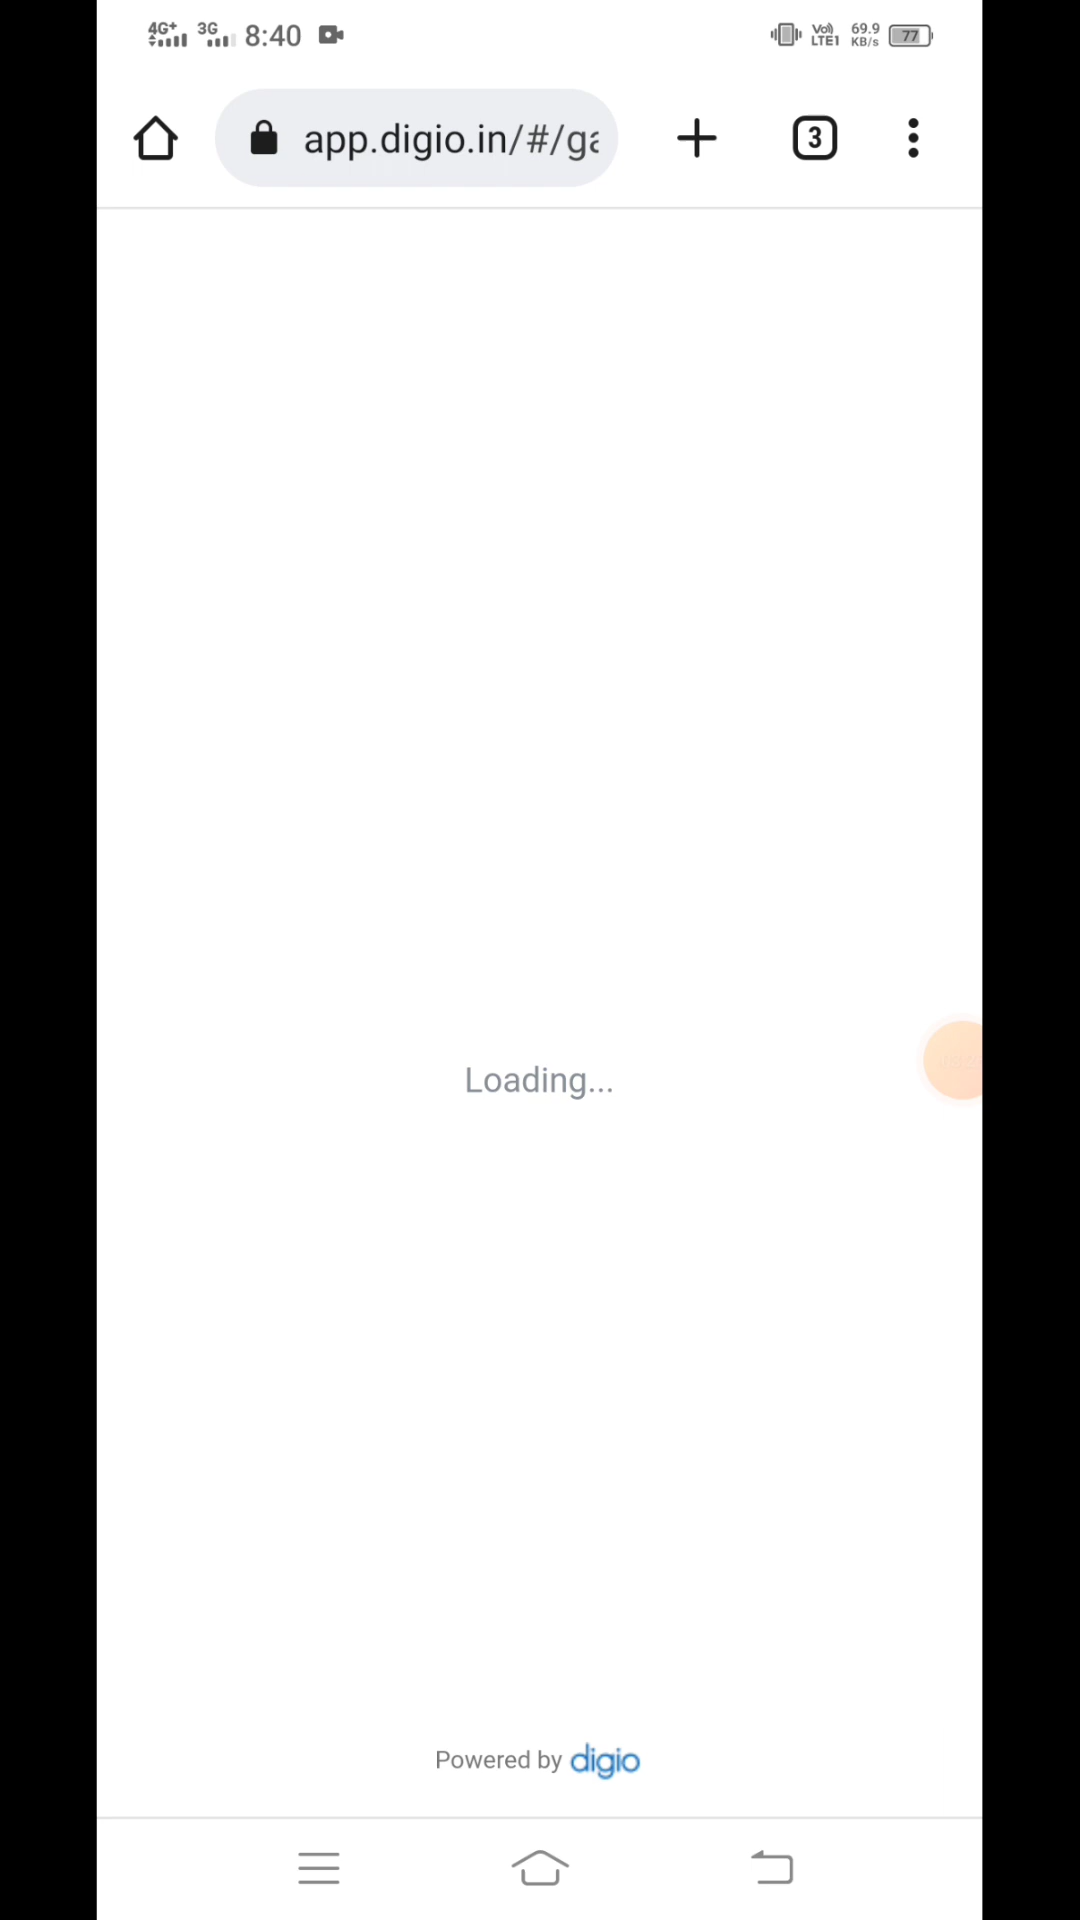 4G+ 3G 8:40 Vo) LTE1 69.9 KB/s 77
app.digio.in/#/ga 3
Loading...
Powered by digio